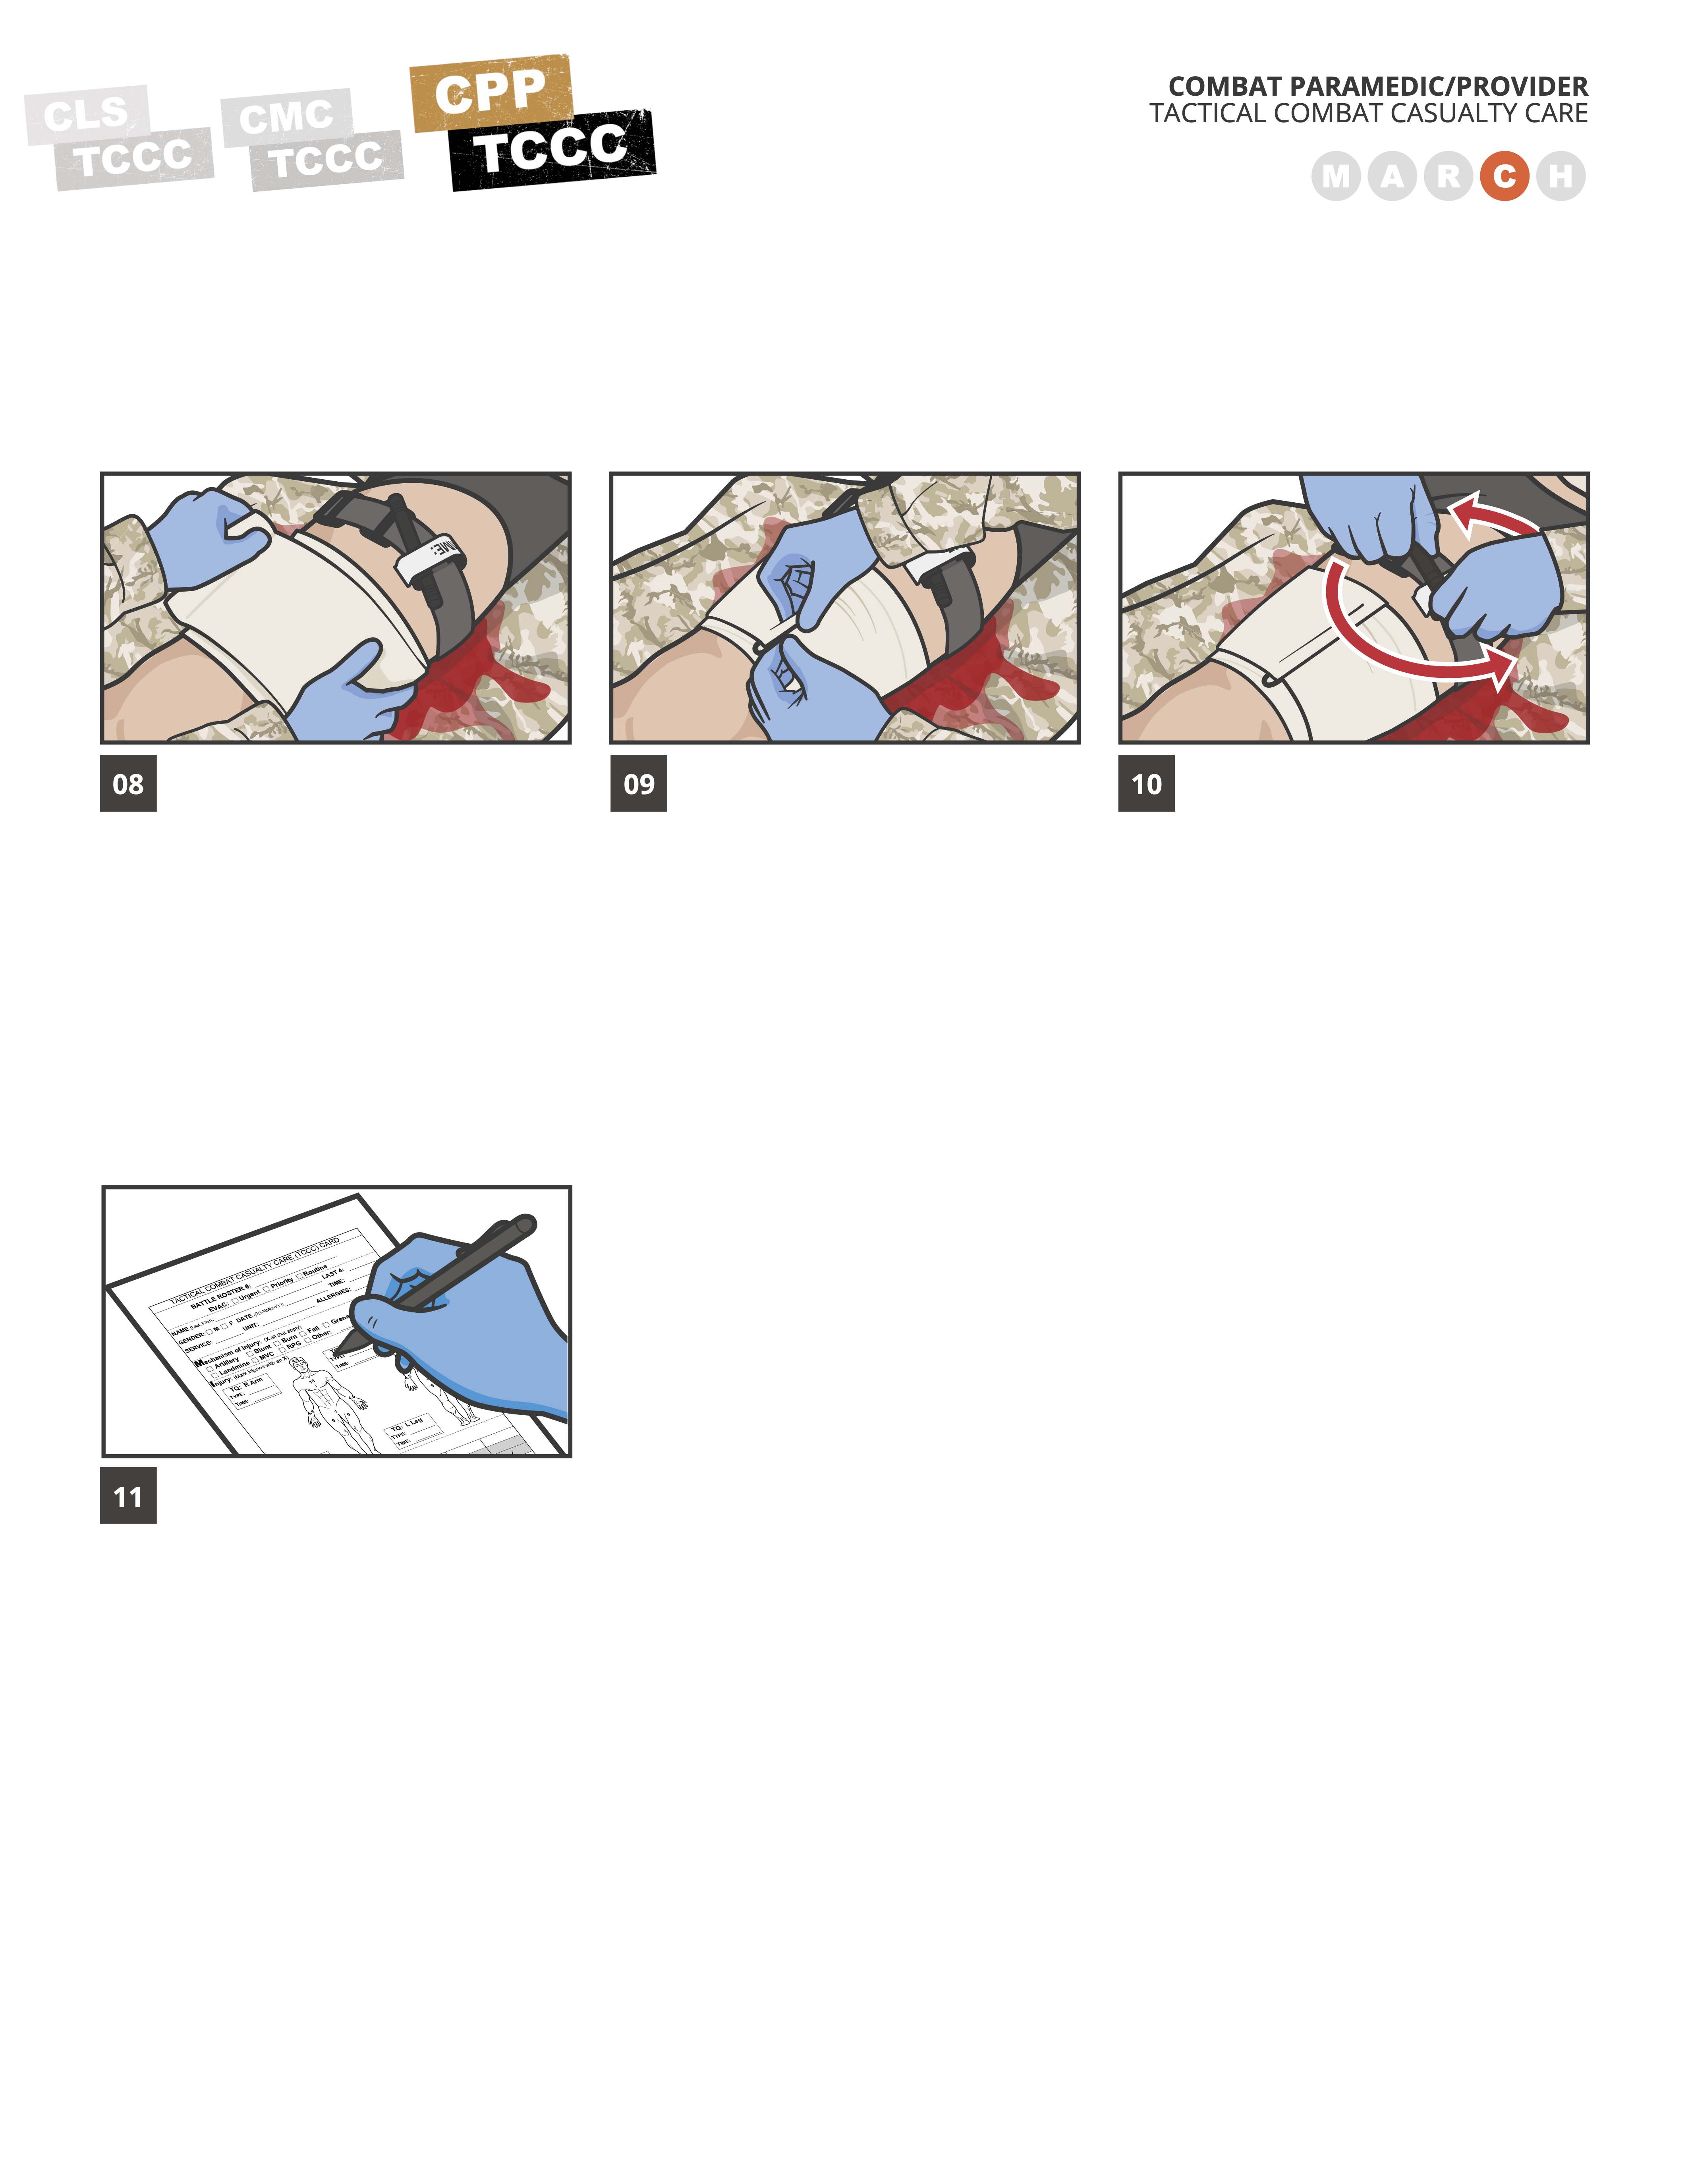 CLS
TCCC
CMC
TCCC
CPP
TCCC
COMBAT PARAMEDIC/PROVIDER
TACTICAL COMBAT CASUALTY CARE
M A R C H
08
09
10
TACTICAL COMBAT CASUALTY CARE (TCCC) CARD
BATTLE ROSTER #:
EVAC: Urgent Priority Routine
NAME (Last, First): LAST 4:
GENDER: M F DATE (DD-MMM-YY): TIME:
SERVICE: UNIT: ALLERGIES:
Mechanism of Injury: (X all that apply)
Artillery Blunt Burn Fall
Landmine MVC RPG Other:
Injury: (Mark injuries with an X)
TQ: R Arm
TYPE:
TIME:
TIME:
TQ: L Leg
TYPE:
TIME:
11